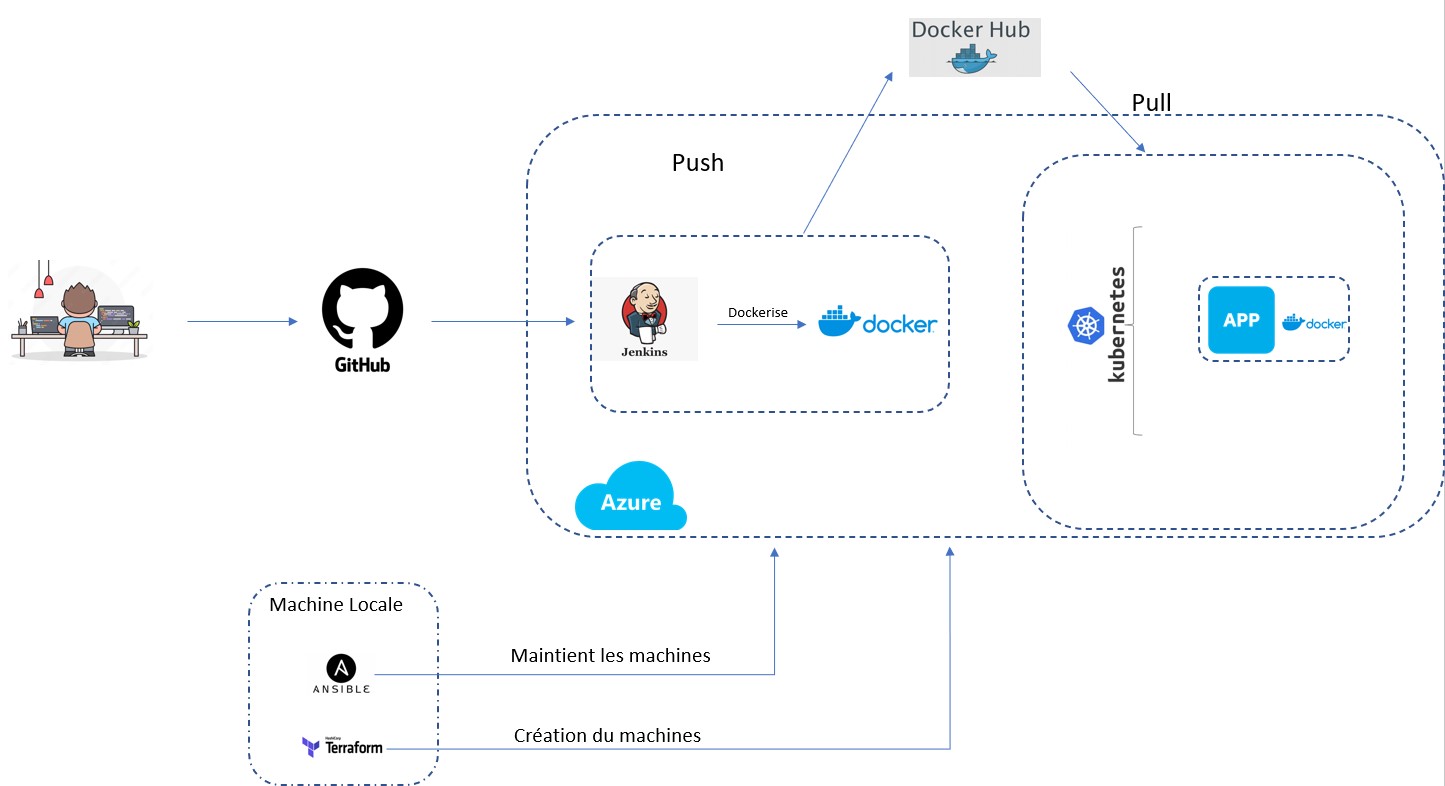 Docker Hub
Pull
Push
GitHub
Jenkins
Dockerise
docker
kubernetes
APP
docker
Azure
Machine Locale
ANSIBLE
Maintient les machines
HashiCorp
Terraform
Création du machines